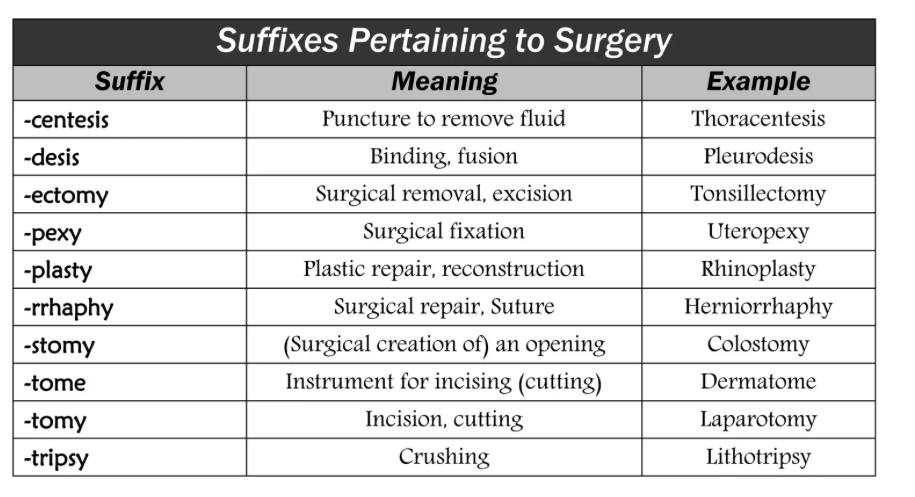 Suffixes Pertaining to Surgery
Suffix Meaning Example
-centesis Puncture to remove fluid Thoracentesis
-desis Binding, fusion Pleurodesis
-ectomy Surgical removal, excision Tonsillectomy
-pexy Surgical fixation Uteropexy
-plasty Plastic repair, reconstruction Rhinoplasty
-rrhaphy Surgical repair, Suture Herniorrhaphy
-stomy (Surgical creation of) an opening Colostomy
-tome Instrument for incising (cutting) Dermatome
-tomy Incision, cutting Laparotomy
-tripsy Crushing Lithotripsy